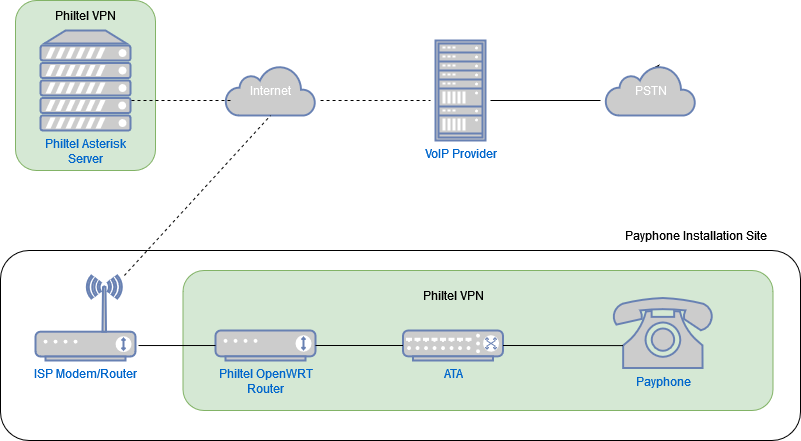 Philtel VPN
Internet
PSTN
Philtel Asterisk
Server
VoIP Provider
Payphone Installation Site
Philtel VPN
ISP Modem/Router
Philtel OpenWRT
Router
ATA
Payphone